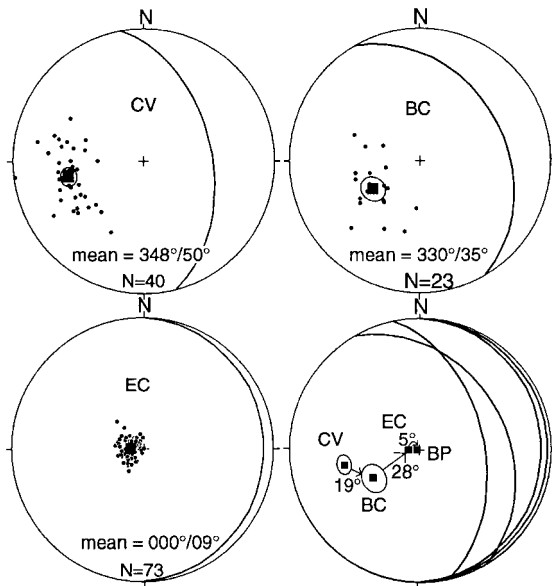 N
CV
mean = 348°/50°
N=40
N
BC
mean = 330°/35°
N=23
N
EC
mean = 000°/09°
N=73
N
EC
5°
CV
BP
19°
28°
BC